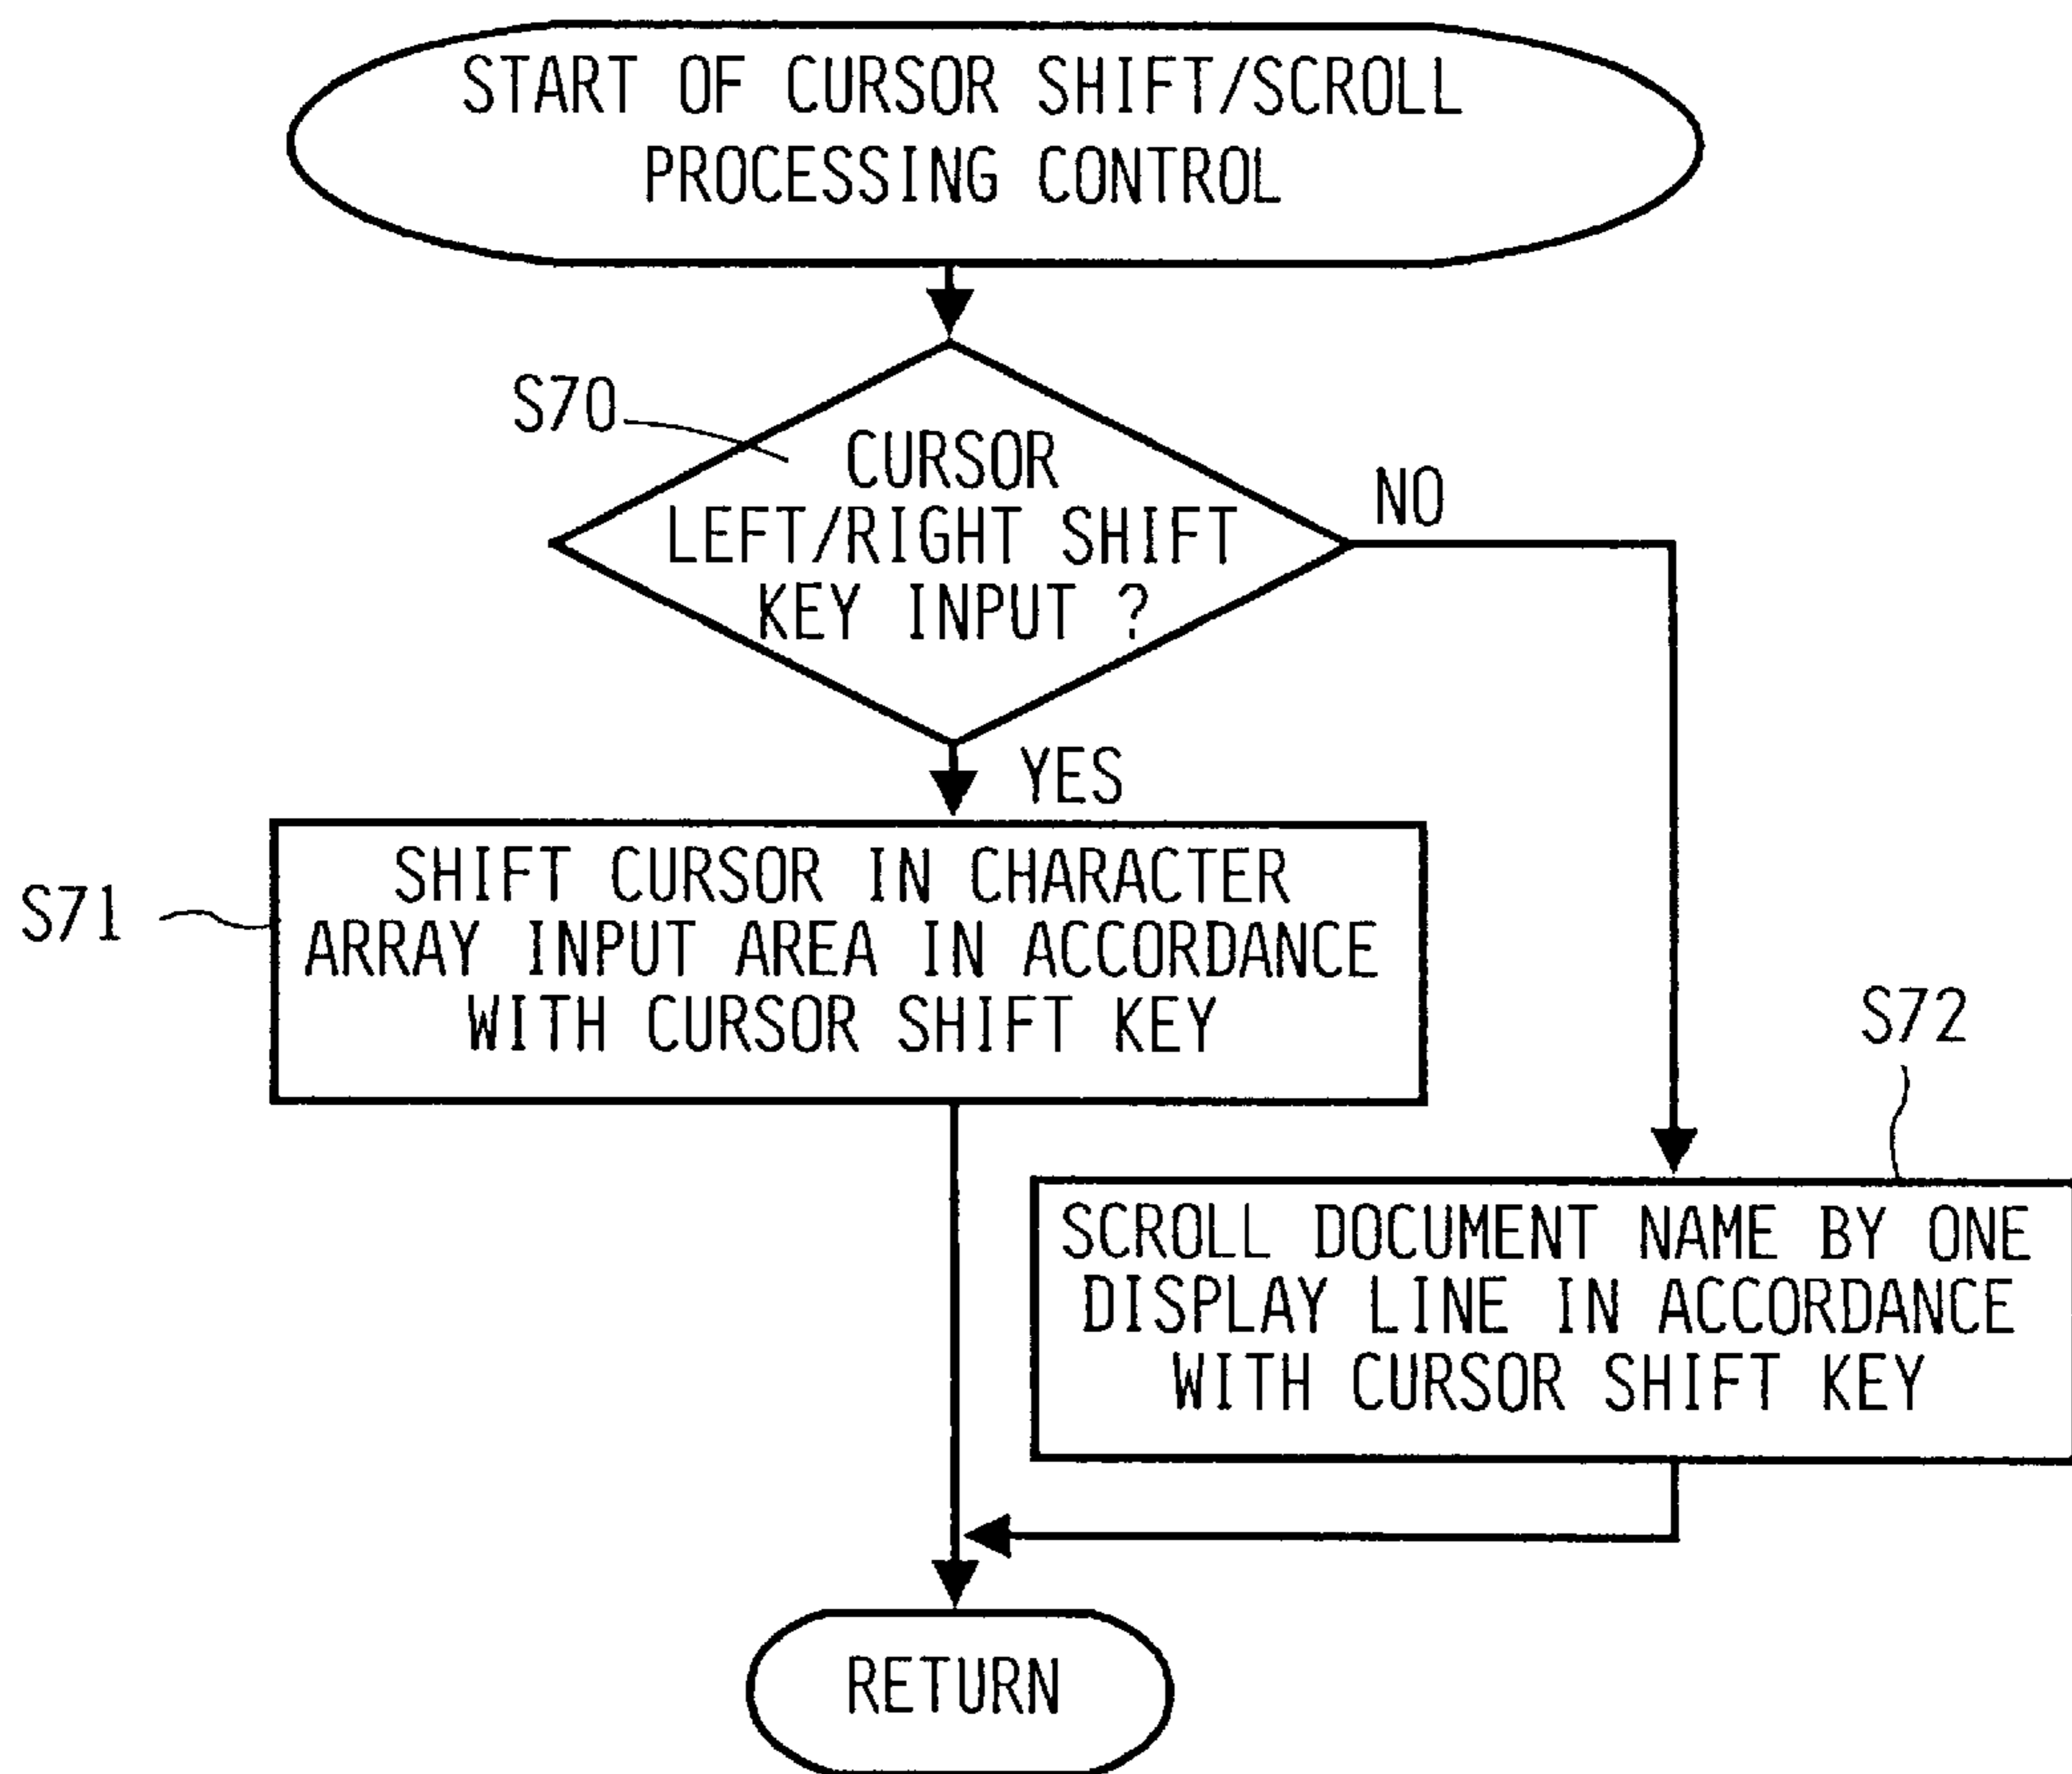 START OF CURSOR SHIFT/SCROLL
PROCESSING CONTROL
S70
CURSOR
LEFT/RIGHT SHIFT
KEY INPUT ?
NO
YES
S71
SHIFT CURSOR IN CHARACTER
ARRAY INPUT AREA IN ACCORDANCE
WITH CURSOR SHIFT KEY
S72
SCROLL DOCUMENT NAME BY ONE
DISPLAY LINE IN ACCORDANCE
WITH CURSOR SHIFT KEY
RETURN